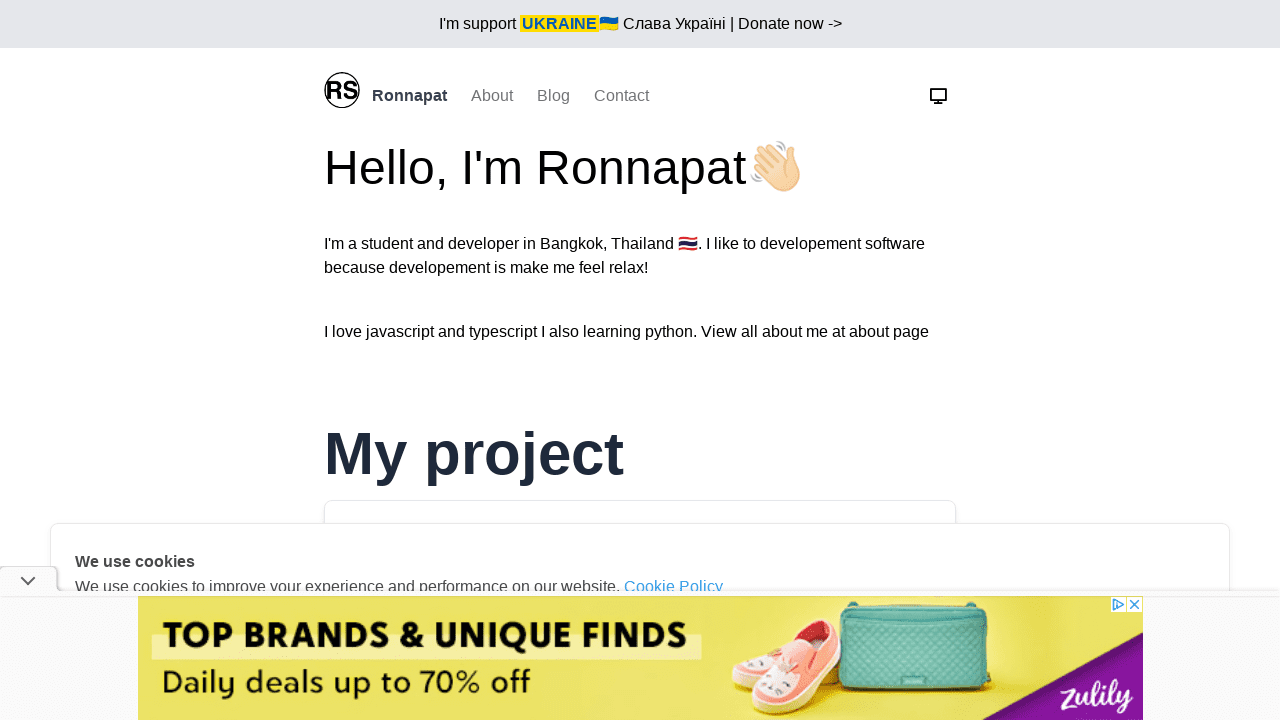 I'm support UKRAINE🇺🇦 Слава Україні | Donate now ->
RS Ronnapat About Blog Contact
Hello, I'm Ronnapat👋🏻
I'm a student and developer in Bangkok, Thailand 🇹🇭. I like to developement software
because developement is make me feel relax!
I love javascript and typescript I also learning python. View all about me at about page
My project
We use cookies
We use cookies to improve your experience and performance on our website. Cookie Policy
TOP BRANDS & UNIQUE FINDS
Daily deals up to 70% off
zulily